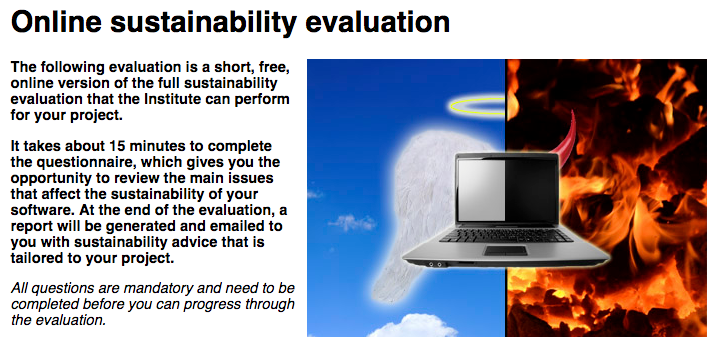 Online sustainability evaluation
The following evaluation is a short, free,
online version of the full sustainability
evaluation that the Institute can perform
for your project.
It takes about 15 minutes to complete
the questionnaire, which gives you the
opportunity to review the main issues
that affect the sustainability of your
software. At the end of the evaluation, a
report will be generated and emailed to
you with sustainability advice that is
tailored to your project.
All questions are mandatory and need to be
completed before you can progress through
the evaluation.